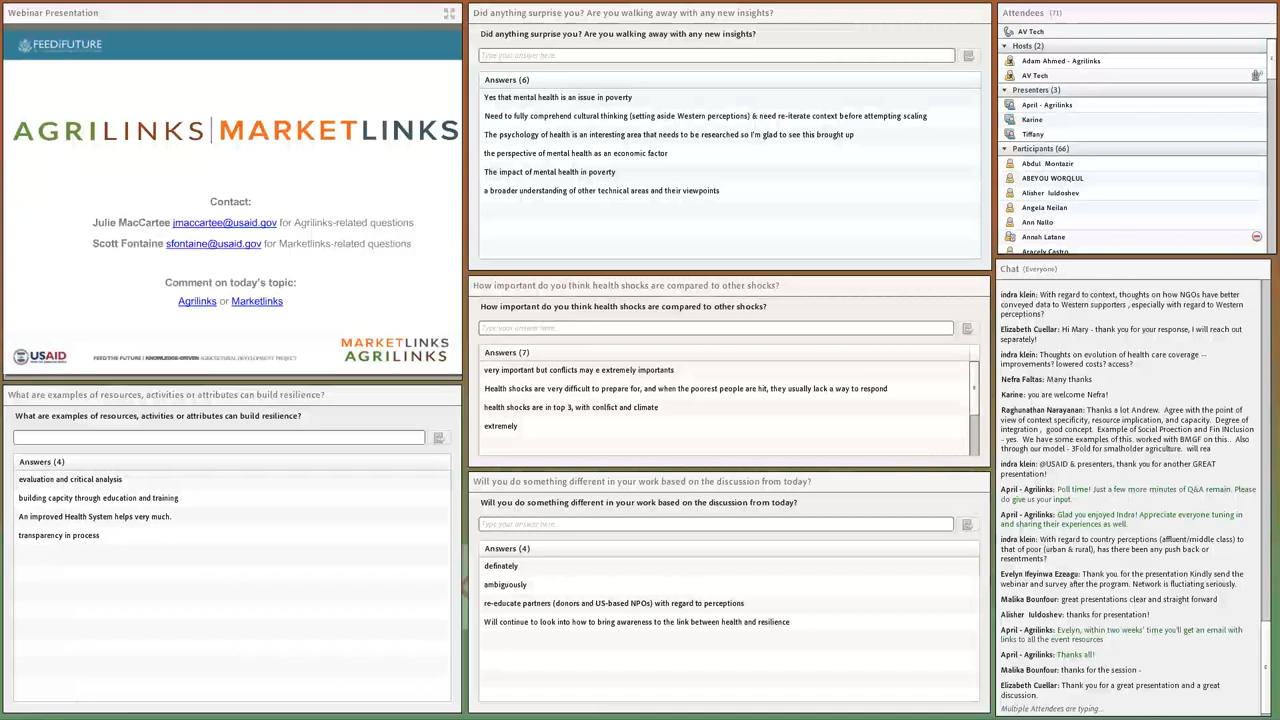 Webinar Presentation
FEED FUTURE
AGRILINKS | MARKETLINKS
Contact:
Julie MacCartee jmaccartee@usaid.gov for Agrilinks-related questions
Scott Fontaine sfontaine@usaid.gov for Marketlinks-related questions
Comment on today's topic:
Agrilinks or Marketlinks
USAID
FEED THE FUTURE | KNOWLEDGE-DRIVEN AGRICULTURAL DEVELOPMENT PROJECT
MARKETLINKS
AGRILINKS
What are examples of resources, activities or attributes can build resilience?
What are examples of resources, activities or attributes can build resilience?
Answers (4)
evaluation and critical analysis
building capcity through education and training
An improved Health System helps very much.
transparency in process
Did anything surprise you? Are you walking away with any new insights?
Did anything surprise you? Are you walking away with any new insights?
Type your answer here.
Answers (6)
Yes that mental health is an issue in poverty
Need to fully comprehend cultural thinking (setting aside Western perceptions) & need re-iterate context before attempting scaling
The psychology of health is an interesting area that needs to be researched so I'm glad to see this brought up
the perspective of mental health as an economic factor
The impact of mental health in poverty
a broader understanding of other technical areas and their viewpoints
How important do you think health shocks are compared to other shocks?
How important do you think health shocks are compared to other shocks?
Type your answer here.
Answers (7)
very important but conflicts may e extremely importants
Health shocks are very difficult to prepare for, and when the poorest people are hit, they usually lack a way to respond
health shocks are in top 3, with conflict and climate
extremely
Will you do something different in your work based on the discussion from today?
Will you do something different in your work based on the discussion from today?
Type your answer here.
Answers (4)
definately
ambiguously
re-educate partners (donors and US-based NPOs) with regard to perceptions
Will continue to look into how to bring awareness to the link between health and resilience
Attendees (71)
AV Tech
Hosts (2)
Adam Ahmed - Agrilinks
AV Tech
Presenters (3)
April - Agrilinks
Karine
Tiffany
Participants (66)
Abdul Montazie
ABEYOU WORQLUL
Alisher Iuldoshev
Angela Neilan
Ann Nallo
Annah Latane
Aracely Castro
Chat (Everyone)
indra klein: With regard to context, thoughts on how NGOs have better
conveyed data to Western supporters , especially with regard to Western
perceptions?
Elizabeth Cuellar: Hi Mary - thank you for your response, I will reach out
separately!
indra klein: Thoughts on evolution of health care coverage --
improvements? lowered costs? access?
Nefra Faltas: Many thanks
Karine: you are welcome Nefra!
Raghunathan Narayanan: Thanks a lot Andrew. Agree with the point of
view of context specificity, resource implication, and capacity. Degree of
integration , good concept. Example of Social Proection and Fin INclusion
- yes. We have some examples of this. worked with BMGF on this.. Also
through our model - 3Fold for smalholder agriculture. will rea
indra klein: @USAID & presenters, thank you for another GREAT
presentation!
April - Agrilinks: Poll time! Just a few more minutes of Q&A remain. Please
do give us your input.
April - Agrilinks: Glad you enjoyed Indra! Appreciate everyone tuning in
and sharing their experiences as well.
indra klein: With regard to country perceptions (affluent/middle class) to
that of poor (urban & rural), has there been any push back or
resentments?
Evelyn Ifeyinwa Ezeagu: Thank you for the presentation Kindly send the
webinar and survey after the program. Network is fluctiating seriously.
Malika Bounfour: great presentations clear and straight forward
Alisher Iuldoshev: thanks for presentation!
April - Agrilinks: Evelyn, within two weeks' time you'll get an email with
links to all the event resources
April - Agrilinks: Thanks all!
Malika Bounfour: thanks for the session -
Elizabeth Cuellar: Thank you for a great presentation and a great
discussion.
Multiple Attendees are typing...